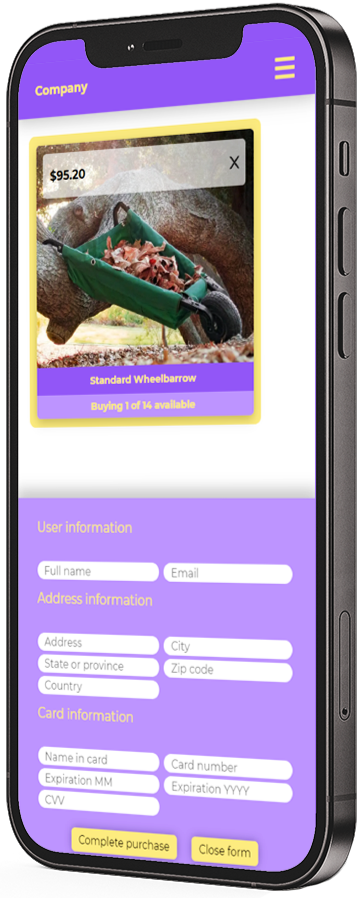 Company
$95.20 X
Standard Wheelbarrow
Buying 1 of 14 available
User information
Full name Email
Address information
Address City
State or province Zip code
Country
Card information
Name in card Card number
Expiration MM Expiration YYYY
CVV
Complete purchase Close form